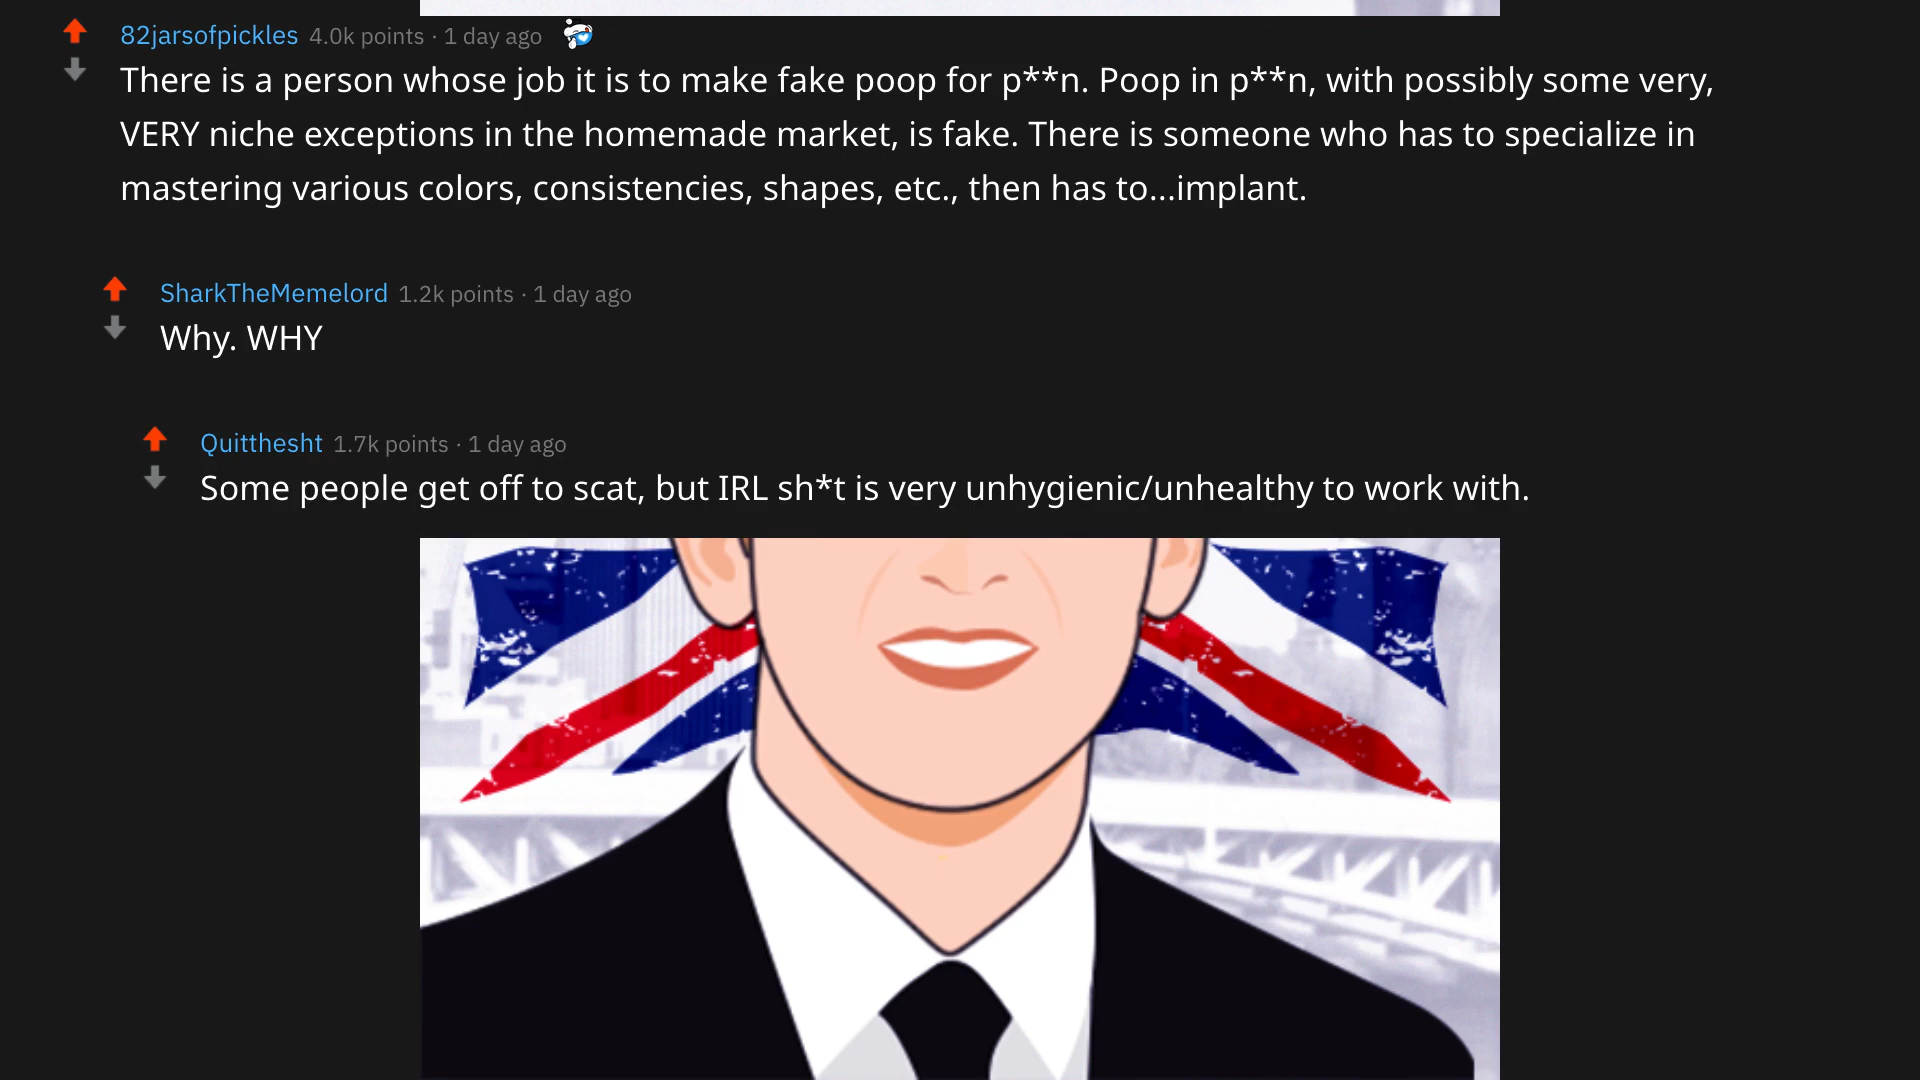 82jarsofpickles 4.0k points · 1 day ago
There is a person whose job it is to make fake poop for p**n. Poop in p**n, with possibly some very,
VERY niche exceptions in the homemade market, is fake. There is someone who has to specialize in
mastering various colors, consistencies, shapes, etc., then has to...implant.
SharkTheMemelord 1.2k points · 1 day ago
Why. WHY
Quitthesht 1.7k points · 1 day ago
Some people get off to scat, but IRL sh*t is very unhygienic/unhealthy to work with.